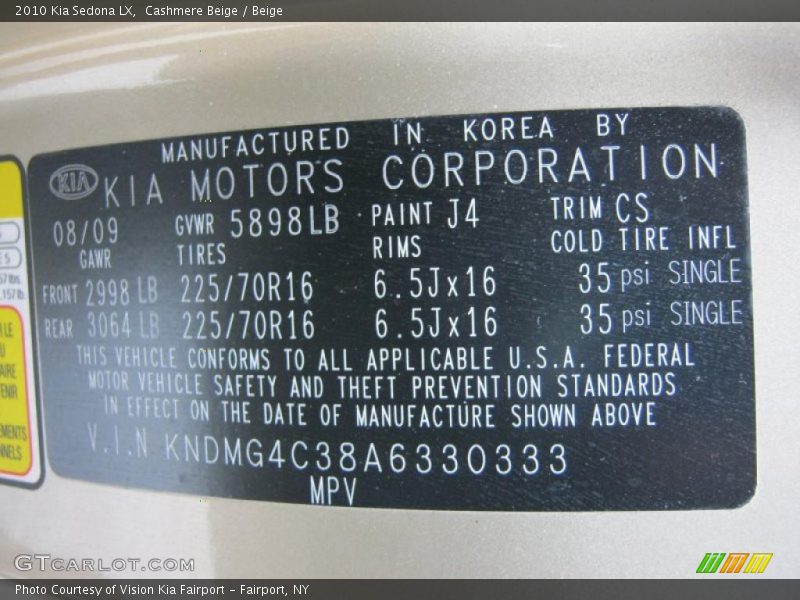 2010 Kia Sedona LX, Cashmere Beige / Beige
MANUFACTURED IN KOREA BY
KIA KIA MOTORS CORPORATION
08/09 GVWR 5898LB PAINT J4 TRIM CS
GAWR TIRES RIMS COLD TIRE INFL
FRONT 2998 LB 225/70R16 6.5Jx16 35 psi SINGLE
REAR 3064 LB 225/70R16 6.5Jx16 35 psi SINGLE
THIS VEHICLE CONFORMS TO ALL APPLICABLE U.S.A. FEDERAL
MOTOR VEHICLE SAFETY AND THEFT PREVENTION STANDARDS
IN EFFECT ON THE DATE OF MANUFACTURE SHOWN ABOVE
V.I.N KNDMG4C38A6330333
MPV
GTCARLOT.COM
Photo Courtesy of Vision Kia Fairport - Fairport, NY